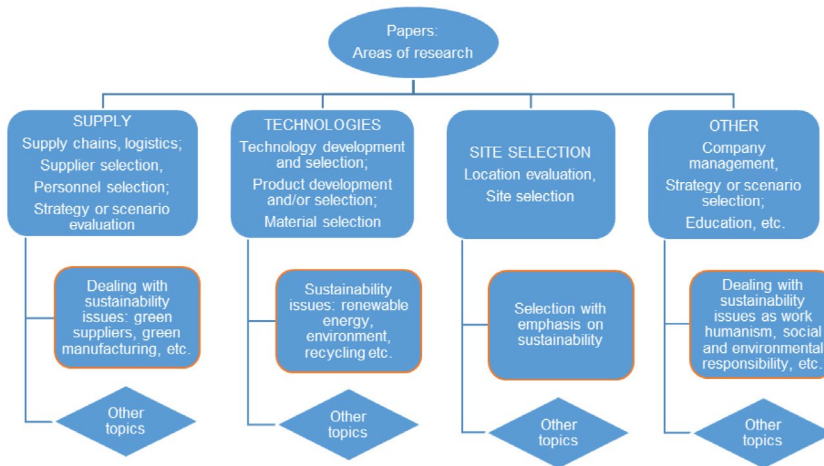 Papers:
Areas of research
SUPPLY
Supply chains, logistics;
Supplier selection,
Personnel selection;
Strategy or scenario
evaluation
TECHNOLOGIES
Technology development
and selection;
Product development
and/or selection;
Material selection
SITE SELECTION
Location evaluation,
Site selection
OTHER
Company
management,
Strategy or scenario
selection;
Education, etc.
Dealing with
sustainability
issues: green
suppliers, green
manufacturing, etc.
Sustainability
issues: renewable
energy,
environment,
recycling etc.
Selection with
emphasis on
sustainability
Dealing with
sustainability
issues as work
humanism, social
and environmental
responsibility, etc.
Other
topics
Other
topics
Other
topics
Other
topics